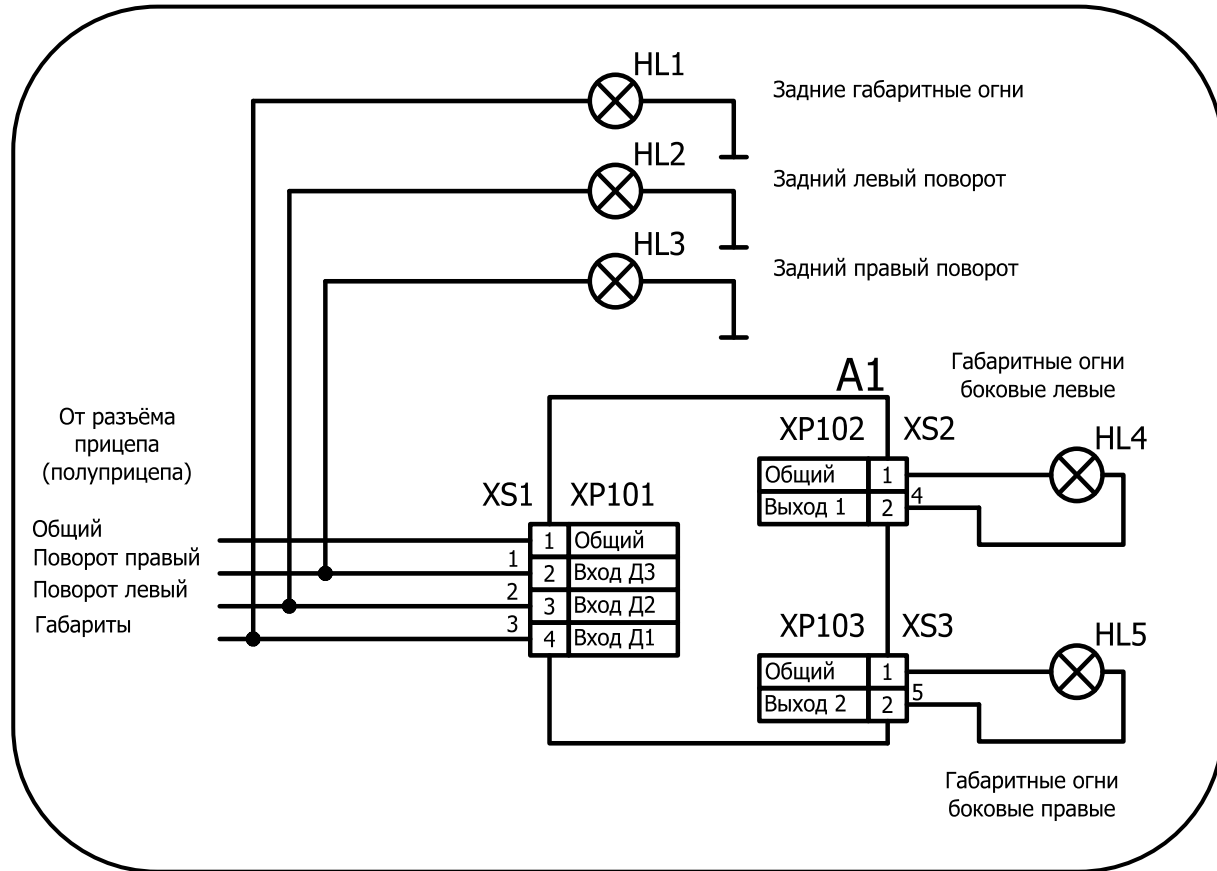 HL1
Задние габаритные огни
HL2
Задний левый поворот
HL3
Задний правый поворот
A1
Габаритные огни
боковые левые
От разъёма
прицепа
(полуприцепа)
XP102
XS2
HL4
Общий 1
Выход 1 2
4
XS1
XP101
Общий
1 Общий
Поворот правый
1
2 Вход Д3
Поворот левый
2
3 Вход Д2
Габариты
3
4 Вход Д1
XP103
XS3
HL5
Общий 1
Выход 2 2
5
Габаритные огни
боковые правые